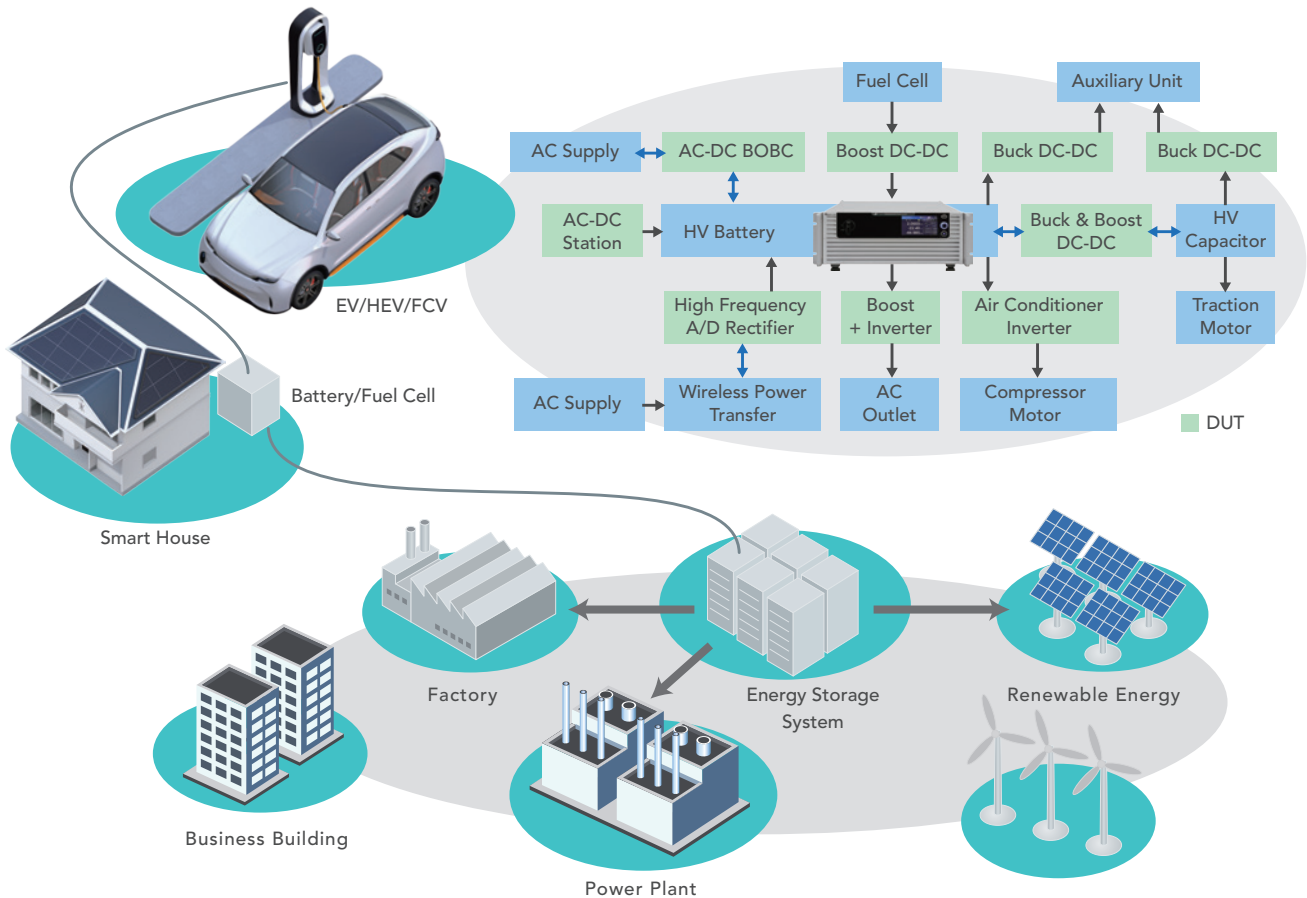 Fuel Cell
Auxiliary Unit
AC Supply
AC-DC BOBC
Boost DC-DC
Buck DC-DC
Buck DC-DC
AC-DC
Station
HV Battery
Buck & Boost
DC-DC
HV
Capacitor
EV/HEV/FCV
High Frequency
A/D Rectifier
Boost
+ Inverter
Air Conditioner
Inverter
Traction
Motor
Battery/Fuel Cell
AC Supply
Wireless Power
Transfer
AC
Outlet
Compressor
Motor
DUT
Smart House
Factory
Energy Storage
System
Renewable Energy
Business Building
Power Plant